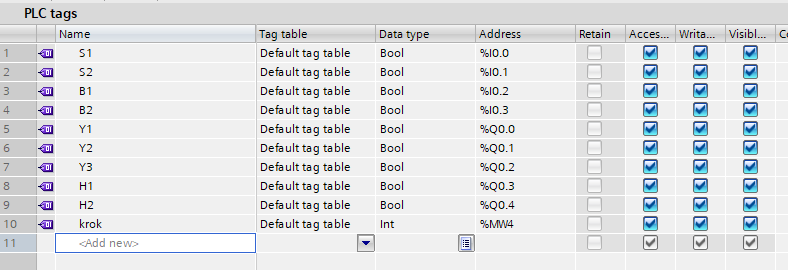 PLC tags
Name Tag table Data type Address Retain Acces... Writa... Visibl... Co
1 S1 Default tag table Bool %I0.0
2 S2 Default tag table Bool %I0.1
3 B1 Default tag table Bool %I0.2
4 B2 Default tag table Bool %I0.3
5 Y1 Default tag table Bool %Q0.0
6 Y2 Default tag table Bool %Q0.1
7 Y3 Default tag table Bool %Q0.2
8 H1 Default tag table Bool %Q0.3
9 H2 Default tag table Bool %Q0.4
10 krok Default tag table Int %MW4
11 <Add new>